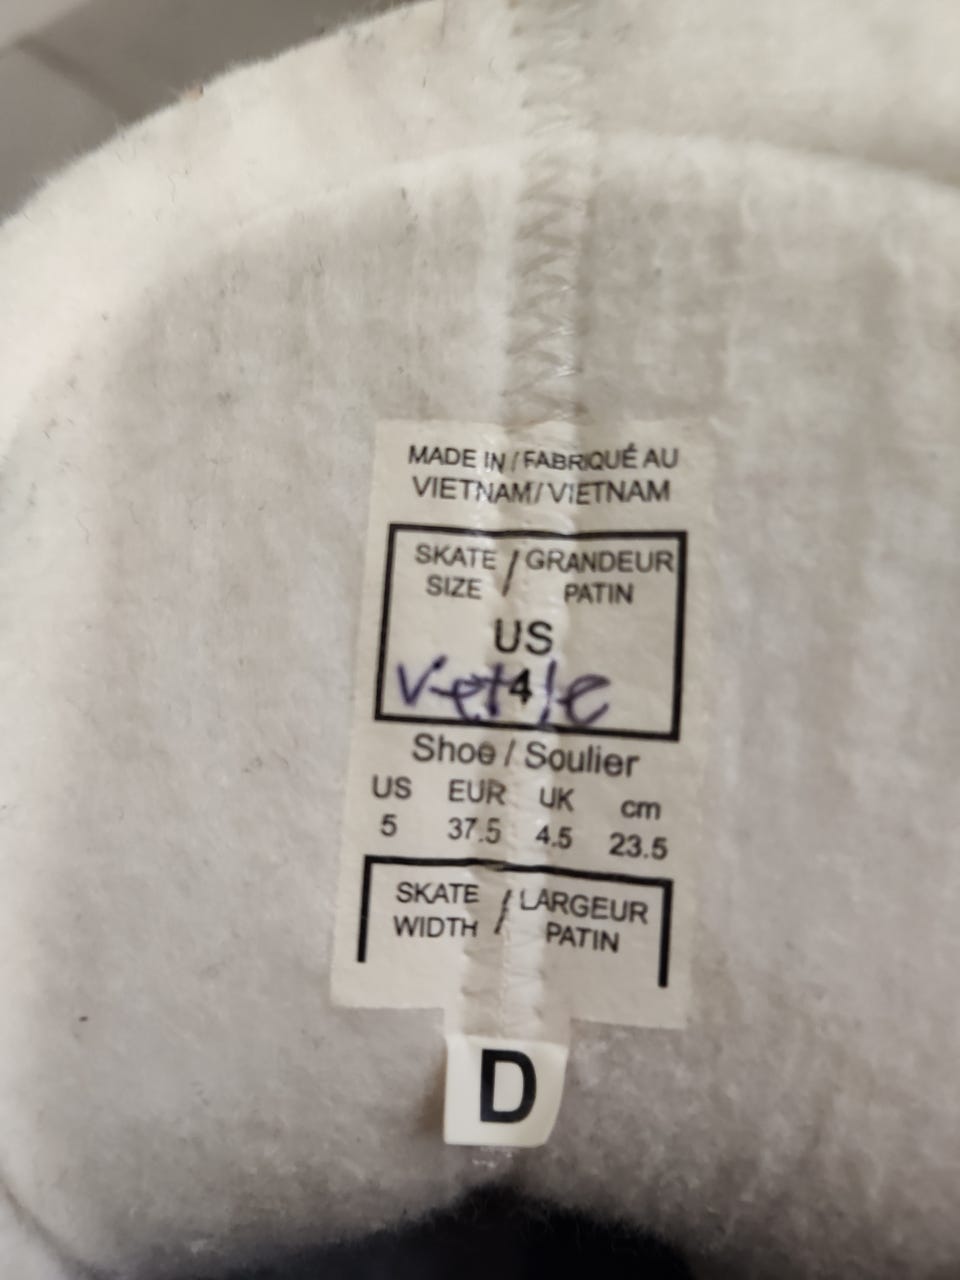 MADE IN / FABRIQUÉ AU
VIETNAM / VIETNAM
SKATE / GRANDEUR
SIZE PATIN
US
4
Vetle
Shoe / Soulier
US EUR UK cm
5 37.5 4.5 23.5
SKATE / LARGEUR
WIDTH PATIN
D